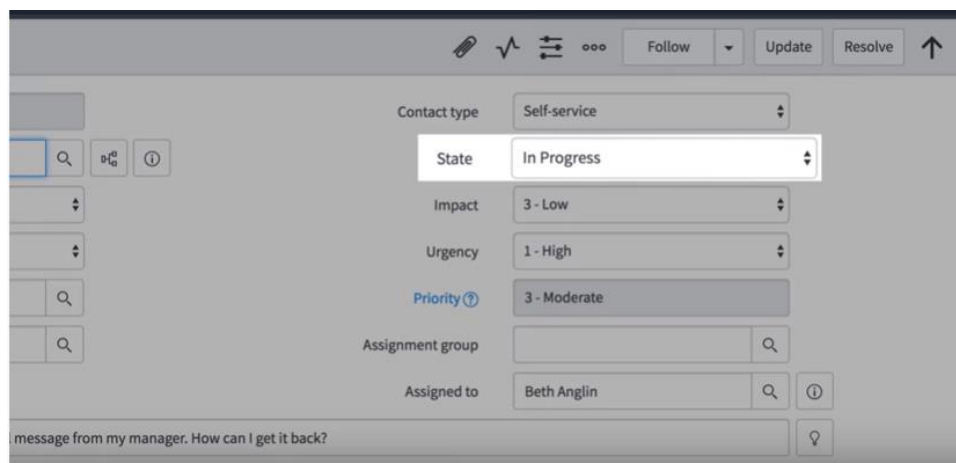 Follow Update Resolve
Contact type Self-service
State In Progress
Impact 3 - Low
Urgency 1 - High
Priority 3 - Moderate
Assignment group
Assigned to Beth Anglin
message from my manager. How can I get it back?